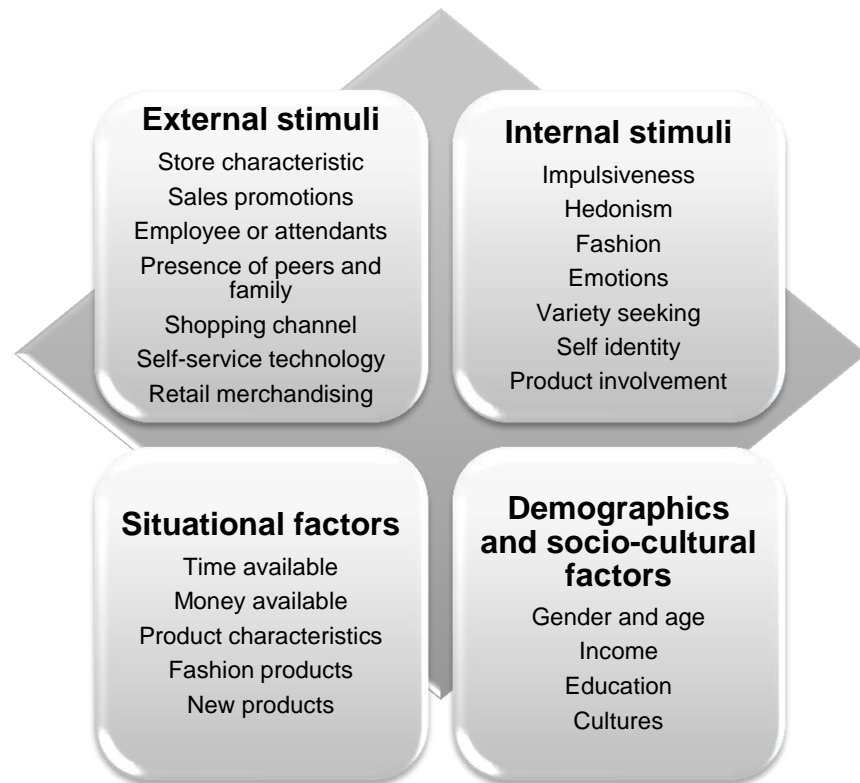 External stimuli
Store characteristic
Sales promotions
Employee or attendants
Presence of peers and
family
Shopping channel
Self-service technology
Retail merchandising
Internal stimuli
Impulsiveness
Hedonism
Fashion
Emotions
Variety seeking
Self identity
Product involvement
Situational factors
Time available
Money available
Product characteristics
Fashion products
New products
Demographics
and socio-cultural
factors
Gender and age
Income
Education
Cultures